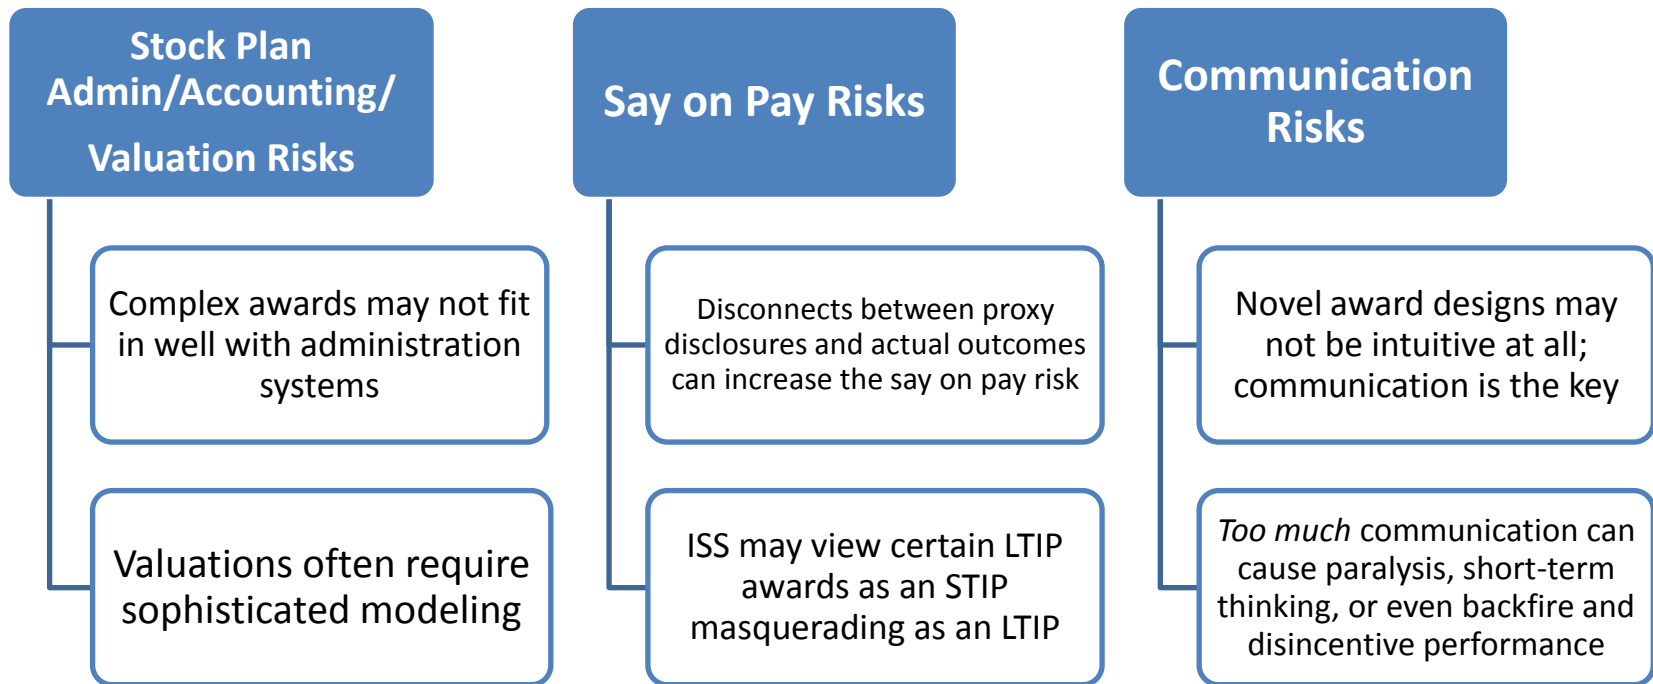 Stock Plan
Admin/Accounting/
Valuation Risks
Complex awards may not fit
in well with administration
systems
Valuations often require
sophisticated modeling
Say on Pay Risks
Disconnects between proxy
disclosures and actual outcomes
can increase the say on pay risk
ISS may view certain LTIP
awards as an STIP
masquerading as an LTIP
Communication
Risks
Novel award designs may
not be intuitive at all;
communication is the key
Too much communication can
cause paralysis, short-term
thinking, or even backfire and
disincentive performance